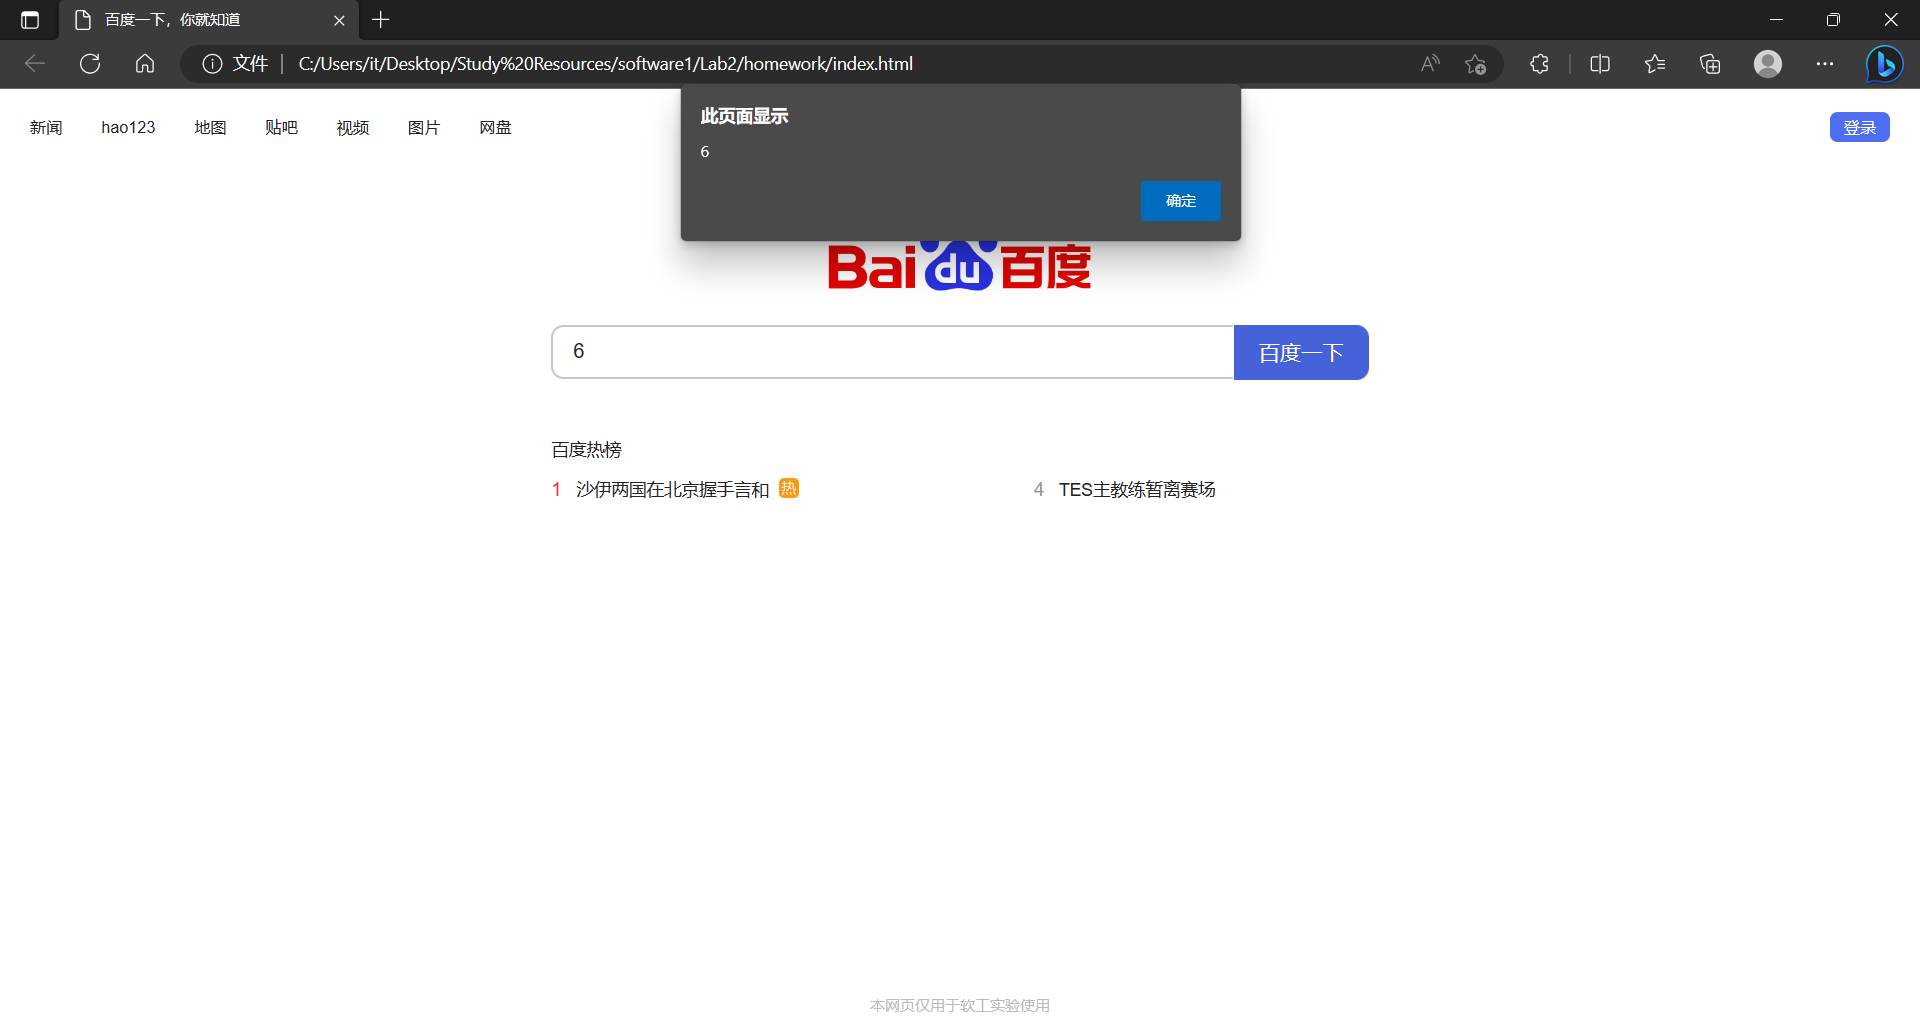 百度一下，你就知道
文件 C:/Users/it/Desktop/Study%20Resources/software1/Lab2/homework/index.html
新闻 hao123 地图 贴吧 视频 图片 网盘 登录
此页面显示
6
确定
Bai du 百度
6 百度一下
百度热榜
1 沙伊两国在北京握手言和 热 4 TES主教练暂离赛场
本网页仅用于软工实验使用